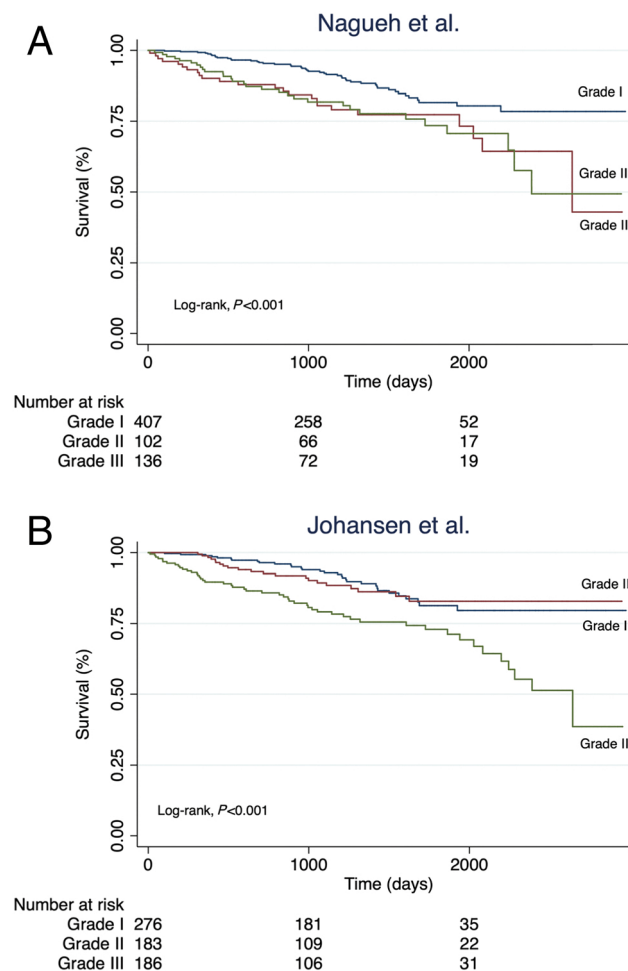 A
Nagueh et al.
1.00
0.75
0.50
0.25
0.00
Survival (%)
Grade I
Grade II
Grade II
Log-rank, P<0.001
0 1000 2000
Time (days)
Number at risk
Grade I 407 258 52
Grade II 102 66 17
Grade III 136 72 19
B
Johansen et al.
1.00
0.75
0.50
0.25
0.00
Survival (%)
Grade II
Grade I
Grade II
Log-rank, P<0.001
0 1000 2000
Time (days)
Number at risk
Grade I 276 181 35
Grade II 183 109 22
Grade III 186 106 31